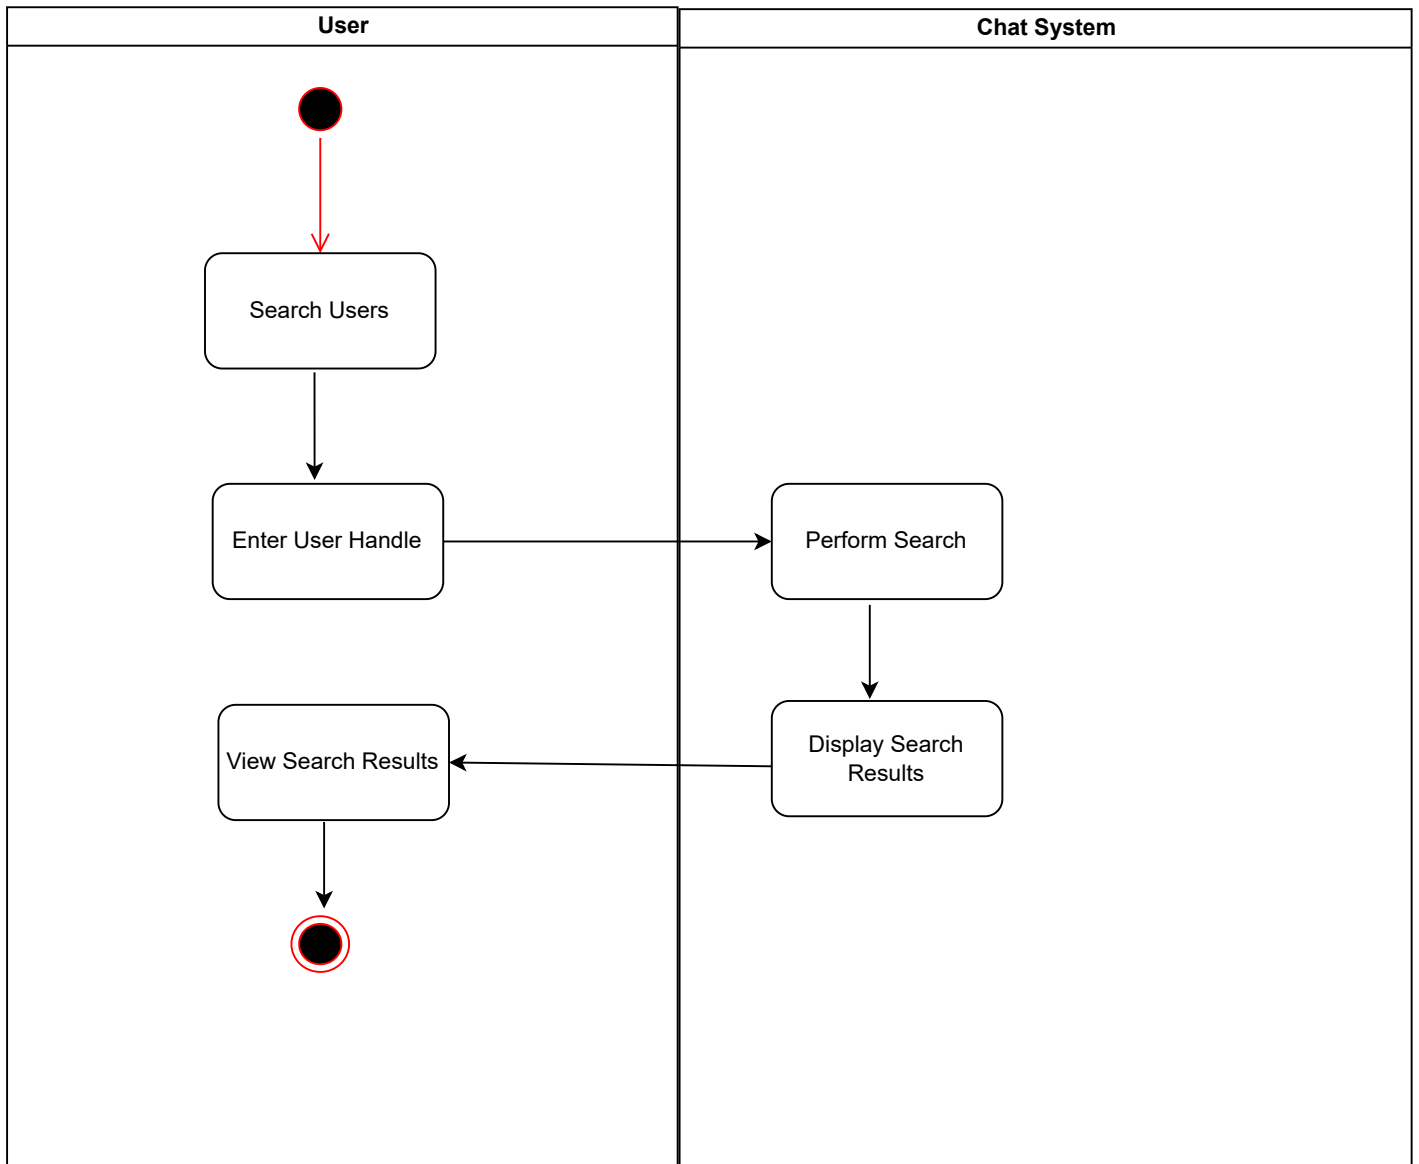 User
Chat System
Search Users
Enter User Handle
Perform Search
View Search Results
Display Search
Results